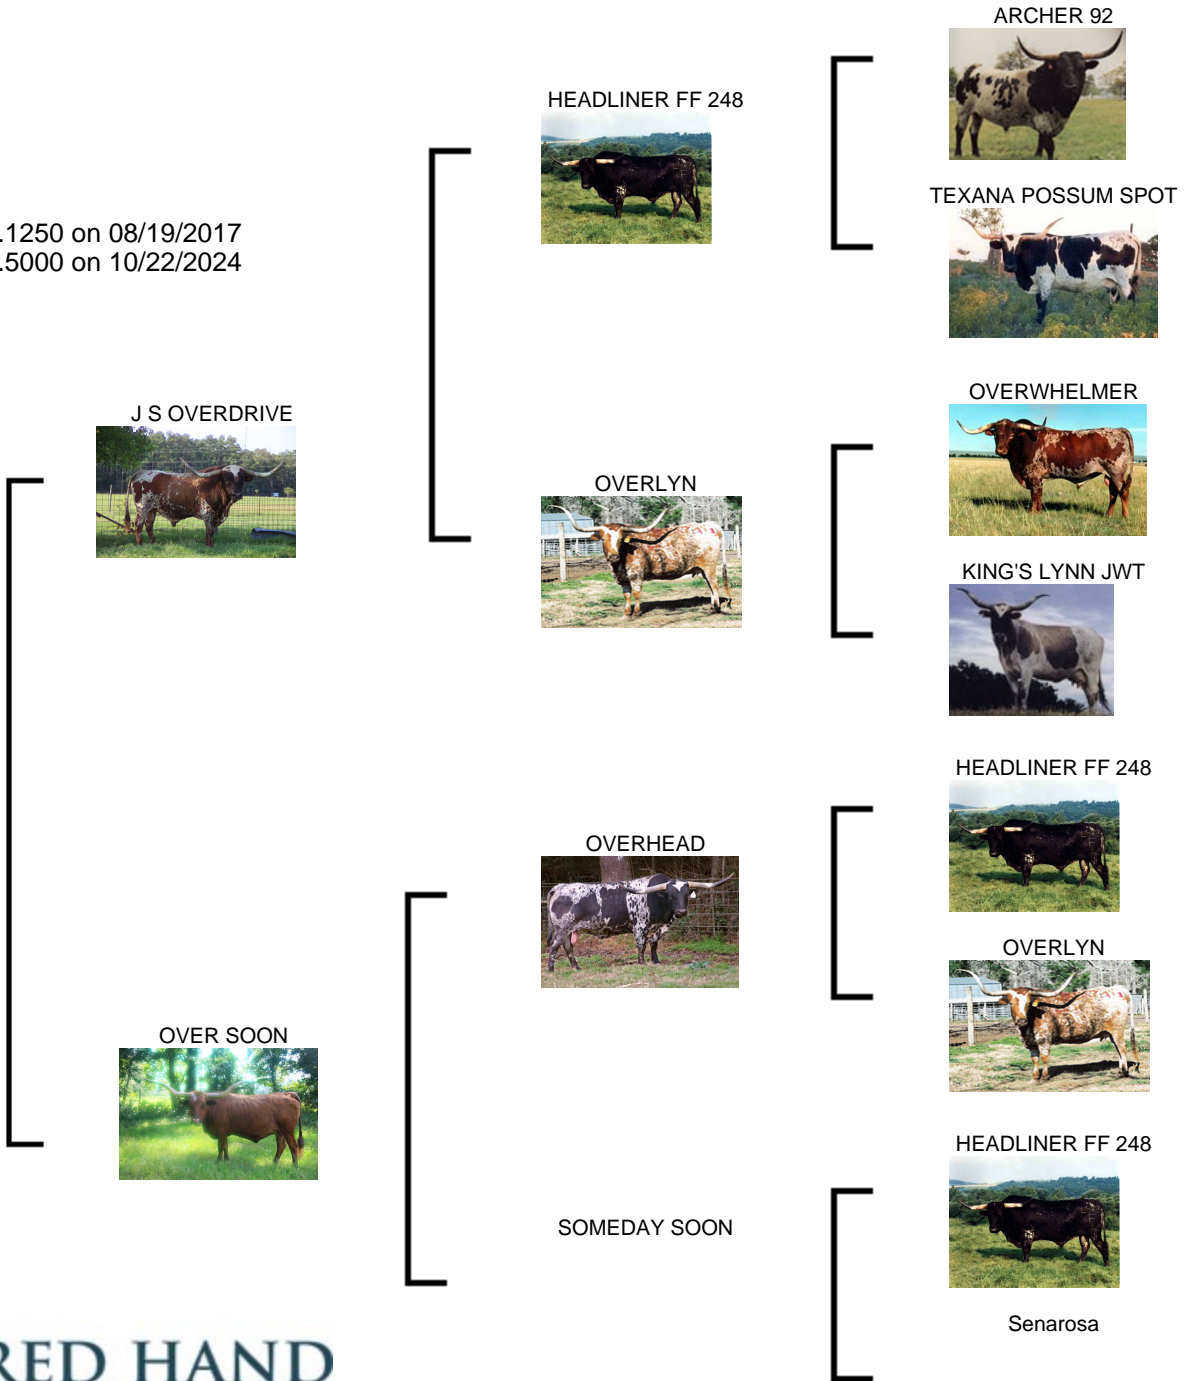 ARCHER 92
HEADLINER FF 248
TEXANA POSSUM SPOT
.1250 on 08/19/2017
.5000 on 10/22/2024
OVERWHELMER
J S OVERDRIVE
OVERLYN
KING'S LYNN JWT
HEADLINER FF 248
OVERHEAD
OVERLYN
OVER SOON
HEADLINER FF 248
SOMEDAY SOON
Senarosa
RED HAND